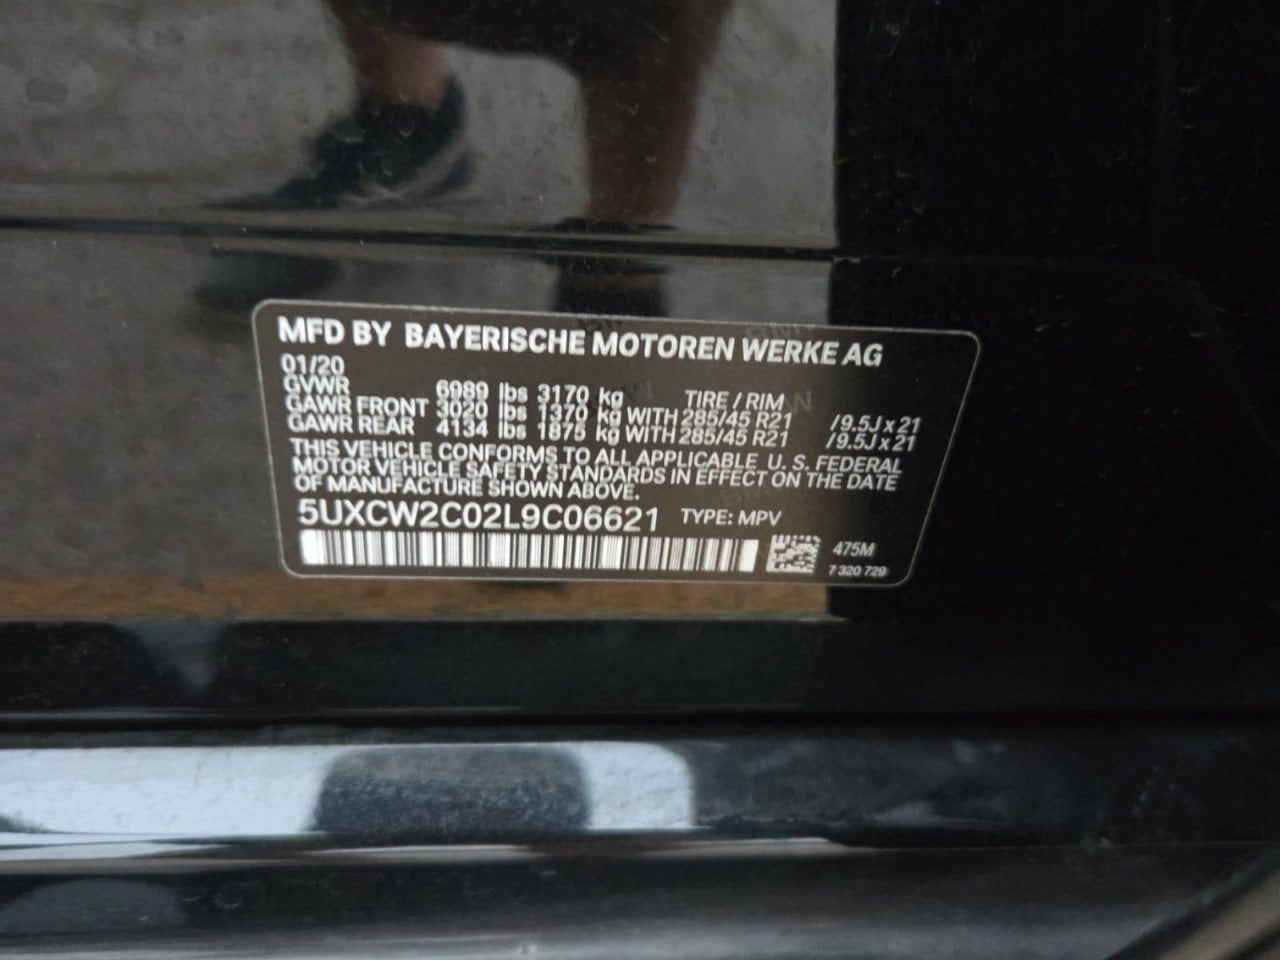 MFD BY BAYERISCHE MOTOREN WERKE AG
01/20
GVWR 6989 lbs 3170 kg TIRE / RIM
GAWR FRONT 3020 lbs 1370 kg WITH 285/45 R21 /9.5J x 21
GAWR REAR 4134 lbs 1875 kg WITH 285/45 R21 /9.5J x 21
THIS VEHICLE CONFORMS TO ALL APPLICABLE U. S. FEDERAL
MOTOR VEHICLE SAFETY STANDARDS IN EFFECT ON THE DATE
OF MANUFACTURE SHOWN ABOVE.
5UXCW2C02L9C06621 TYPE: MPV
475M
7 320 729